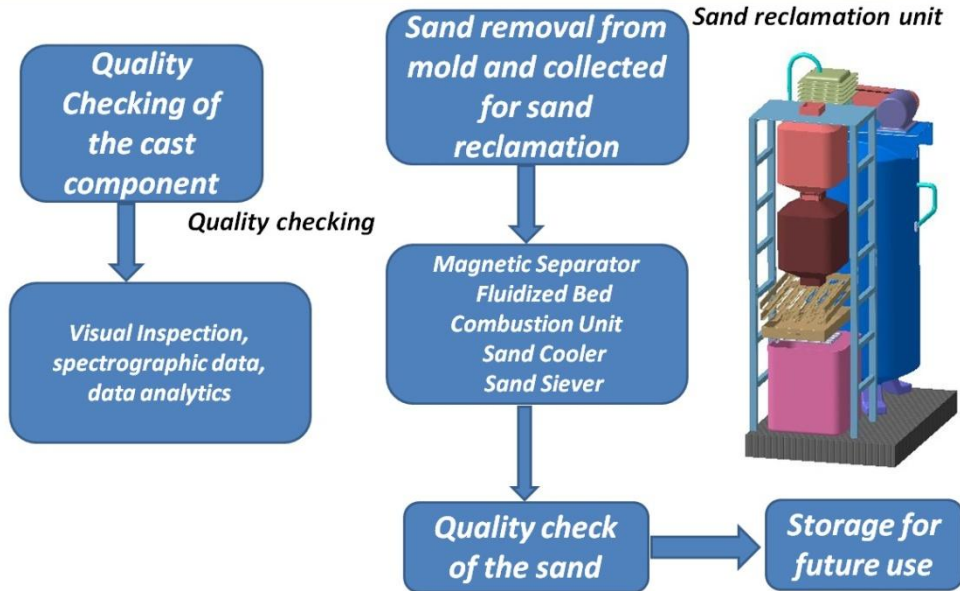 Quality
Checking of
the cast
component
Quality checking
Visual Inspection,
spectrographic data,
data analytics
Sand removal from
mold and collected
for sand
reclamation
Magnetic Separator
Fluidized Bed
Combustion Unit
Sand Cooler
Sand Siever
Quality check
of the sand
Storage for
future use
Sand reclamation unit